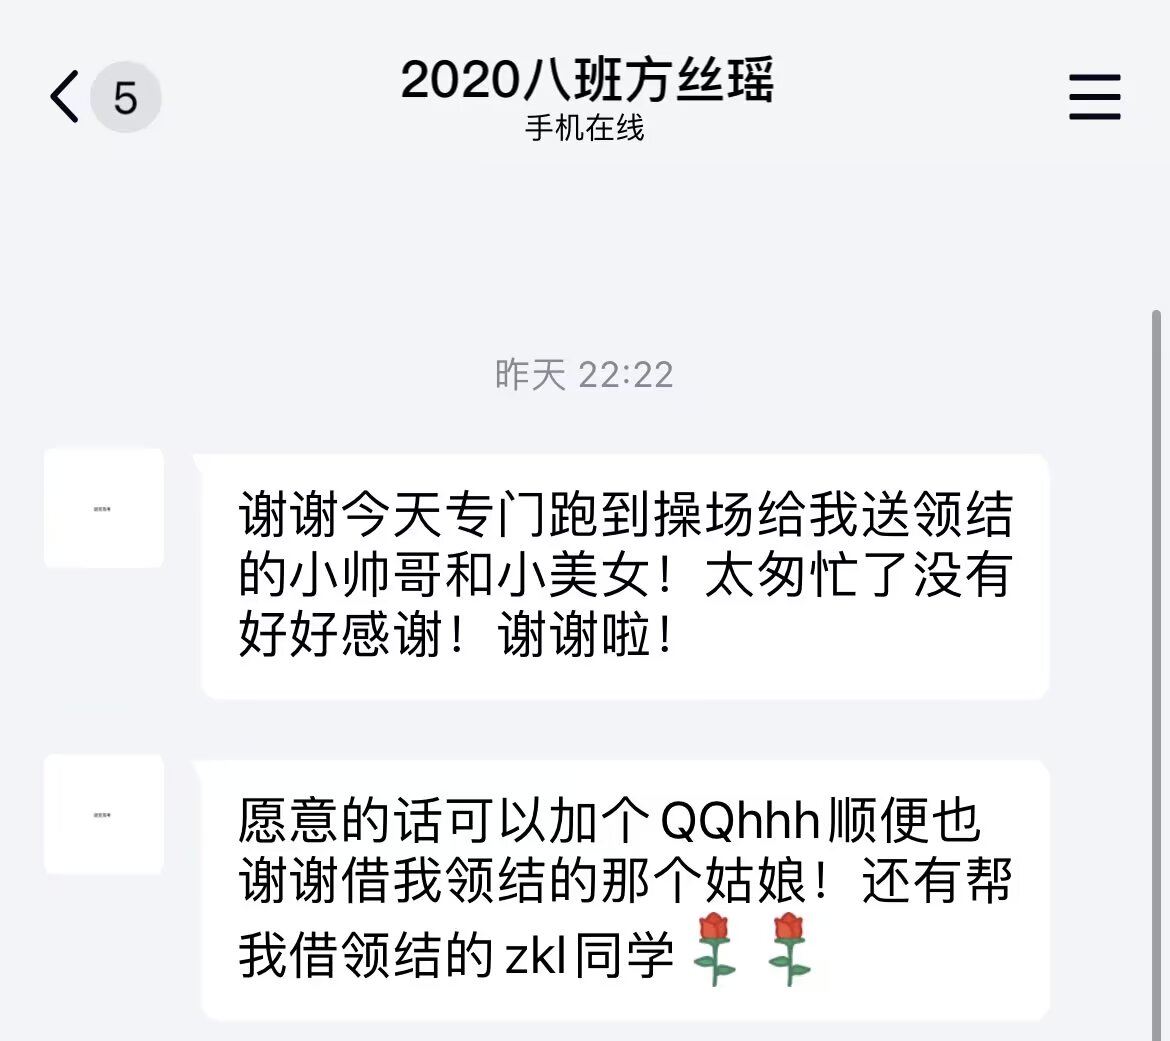 5
2020八班方丝瑶
手机在线
昨天 22:22
谢谢今天专门跑到操场给我送领结
的小帅哥和小美女！太匆忙了没有
好好感谢！谢谢啦！
愿意的话可以加个QQhhh顺便也
谢谢借我领结的那个姑娘！还有帮
我借领结的zkl同学🌹🌹